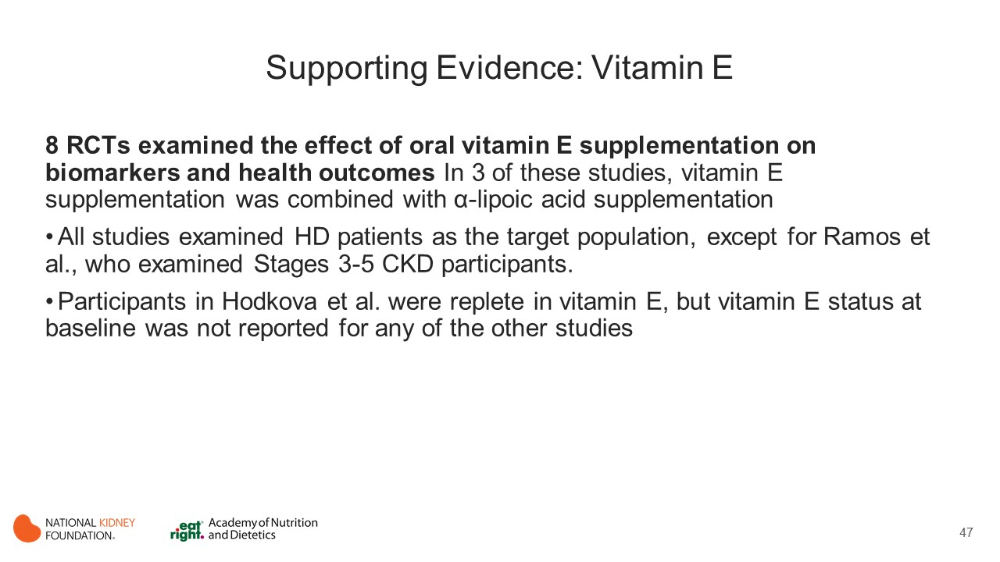 Supporting Evidence: Vitamin E
8 RCTs examined the effect of oral vitamin E supplementation on
biomarkers and health outcomes In 3 of these studies, vitamin E
supplementation was combined with α-lipoic acid supplementation
• All studies examined HD patients as the target population, except for Ramos et
al., who examined Stages 3-5 CKD participants.
• Participants in Hodkova et al. were replete in vitamin E, but vitamin E status at
baseline was not reported for any of the other studies
NATIONAL KIDNEY
FOUNDATION®
eat
right.
Academy of Nutrition
and Dietetics
47